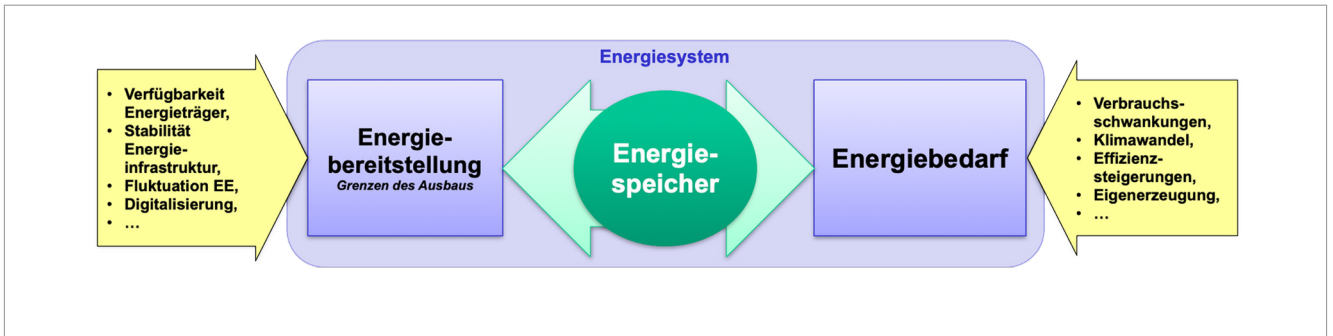 Energiesystem
• Verfügbarkeit
Energieträger,
• Stabilität
Energie-
infrastruktur,
• Fluktuation EE,
• Digitalisierung,
• …
Energie-
bereitstellung
Grenzen des Ausbaus
Energie-
speicher
Energiebedarf
• Verbrauchs-
schwankungen,
• Klimawandel,
• Effizienz-
steigerungen,
• Eigenerzeugung,
• …